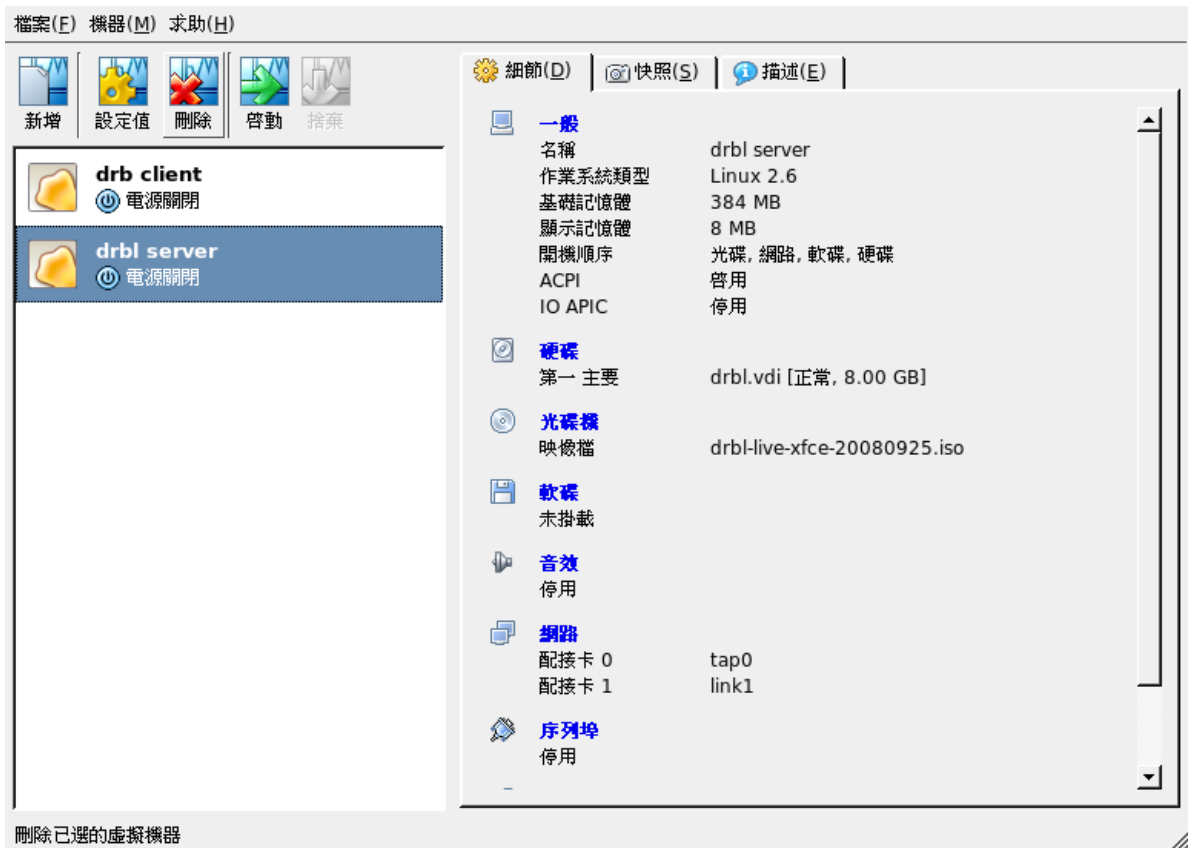 檔案(F) 機器(M) 求助(H)
新增 設定值 刪除 啓動 捨棄
drb client
電源關閉
drbl server
電源關閉
細節(D) 快照(S) 描述(E)
一般
名稱 drbl server
作業系統類型 Linux 2.6
基礎記憶體 384 MB
顯示記憶體 8 MB
開機順序 光碟, 網路, 軟碟, 硬碟
ACPI 啓用
IO APIC 停用
硬碟
第一 主要 drbl.vdi [正常, 8.00 GB]
光碟機
映像檔 drbl-live-xfce-20080925.iso
軟碟
未掛載
音效
停用
網路
配接卡 0 tap0
配接卡 1 link1
序列埠
停用
刪除已選的虛擬機器